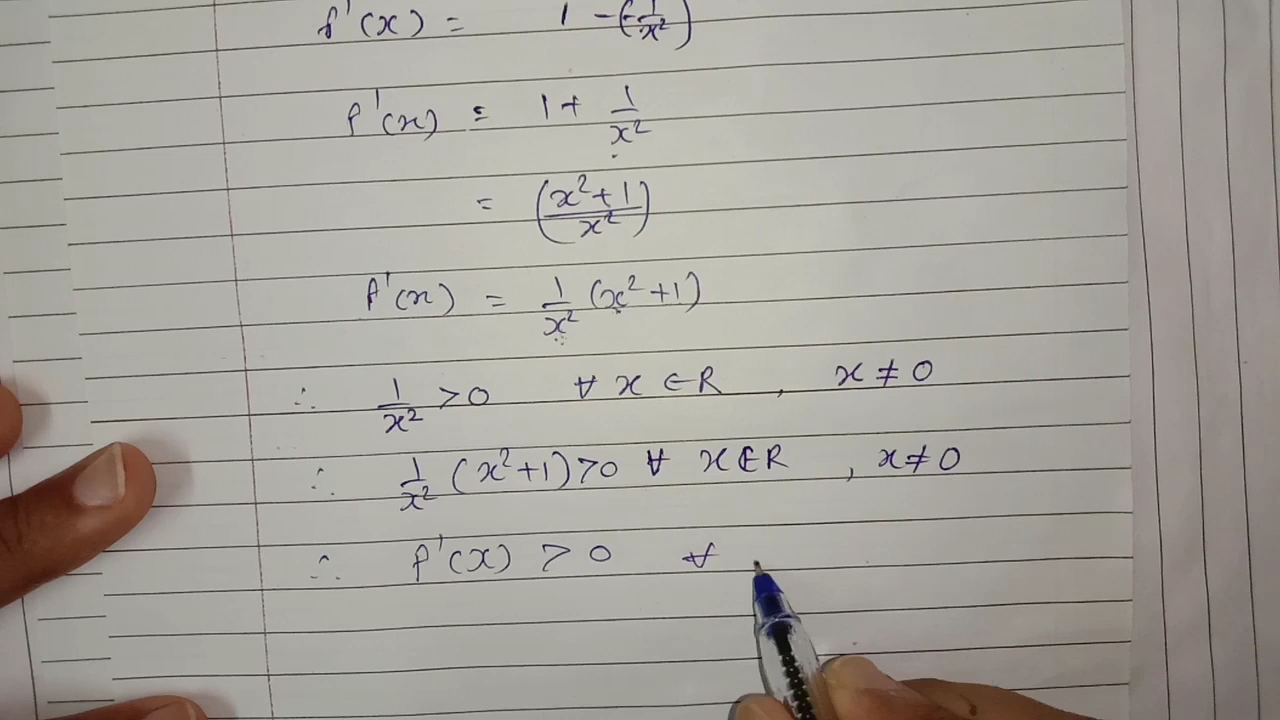 f'(x) = 1 - (-1/x²)
f'(x) = 1 + 1/x²
= (x²+1/x²)
f'(x) = 1/x² (x²+1)
∴ 1/x² > 0 ∀ x ∈ R , x ≠ 0
∴ 1/x² (x²+1) > 0 ∀ x ∈ R , x ≠ 0
∴ f'(x) > 0 ∀